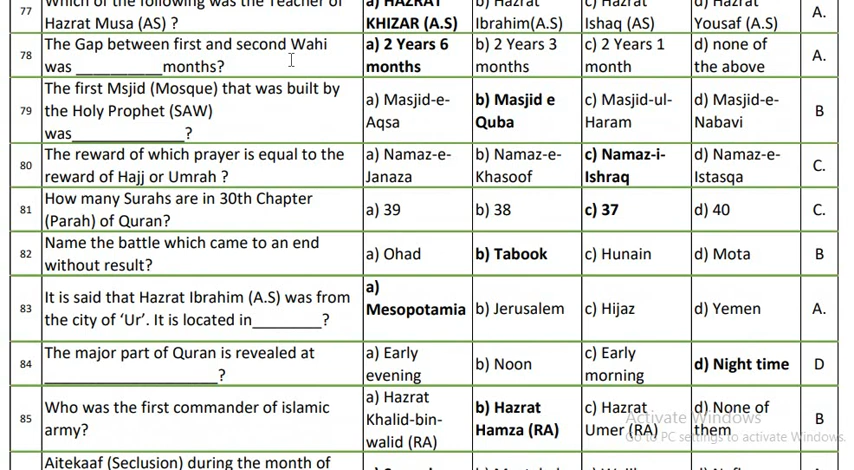 77 Which of the following was the Teacher of Hazrat Musa (AS) ? a) HAZRAT KHIZAR (A.S) b) Hazrat Ibrahim(A.S) c) Hazrat Ishaq (AS) d) Hazrat Yousaf (A.S) A.
78 The Gap between first and second Wahi was ___________months? a) 2 Years 6 months b) 2 Years 3 months c) 2 Years 1 month d) none of the above A.
79 The first Msjid (Mosque) that was built by the Holy Prophet (SAW) was______________? a) Masjid-e-Aqsa b) Masjid e Quba c) Masjid-ul-Haram d) Masjid-e-Nabavi B
80 The reward of which prayer is equal to the reward of Hajj or Umrah ? a) Namaz-e-Janaza b) Namaz-e-Khasoof c) Namaz-i-Ishraq d) Namaz-e-Istasqa C.
81 How many Surahs are in 30th Chapter (Parah) of Quran? a) 39 b) 38 c) 37 d) 40 C.
82 Name the battle which came to an end without result? a) Ohad b) Tabook c) Hunain d) Mota B
83 It is said that Hazrat Ibrahim (A.S) was from the city of ‘Ur’. It is located in_________? a) Mesopotamia b) Jerusalem c) Hijaz d) Yemen A.
84 The major part of Quran is revealed at ______________________? a) Early evening b) Noon c) Early morning d) Night time D
85 Who was the first commander of islamic army? a) Hazrat Khalid-bin-walid (RA) b) Hazrat Hamza (RA) c) Hazrat Umer (RA) d) None of them B
Aitekaaf (Seclusion) during the month of
Activate Windows
Go to PC settings to activate Windows.